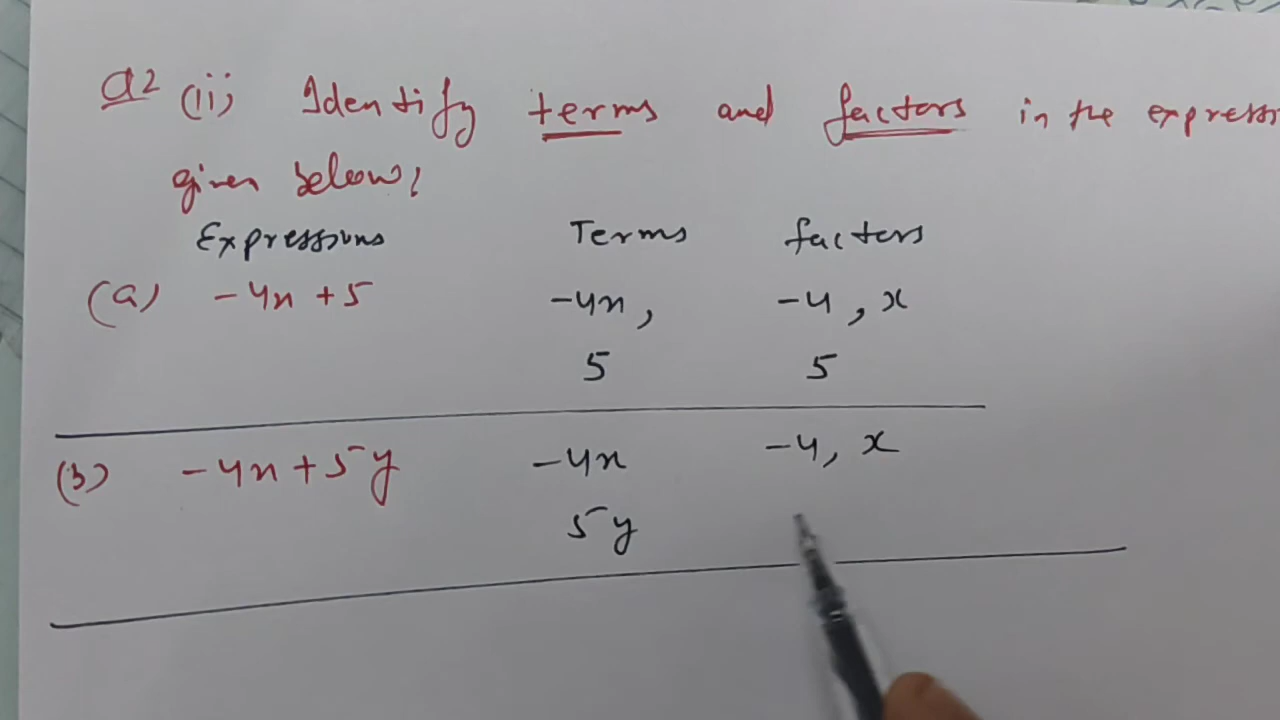 Q2 (ii) Identify terms and factors in the express
given below:
Expressions Terms factors
(a) -4x +5 -4x, -4, x
5 5
(b) -4x+5y -4x -4, x
5y